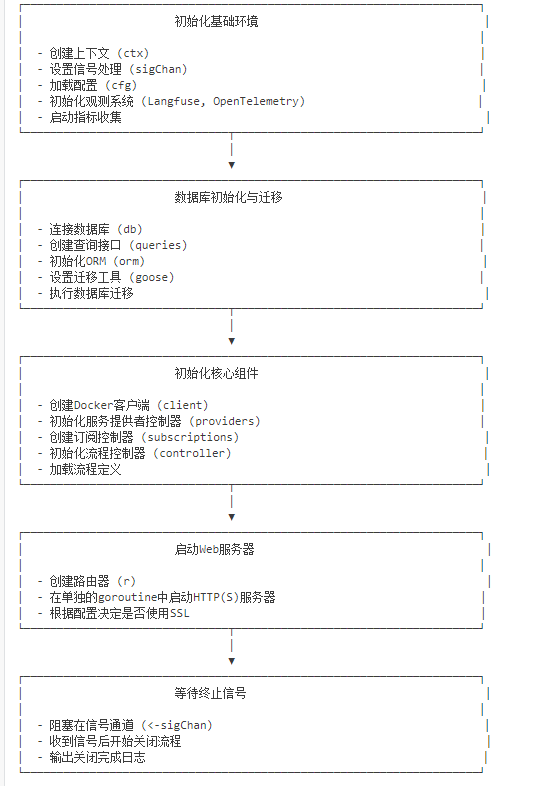 初始化基础环境
- 创建上下文 (ctx)
- 设置信号处理 (sigChan)
- 加载配置 (cfg)
- 初始化观测系统 (Langfuse, OpenTelemetry)
- 启动指标收集
数据库初始化与迁移
- 连接数据库 (db)
- 创建查询接口 (queries)
- 初始化ORM (orm)
- 设置迁移工具 (goose)
- 执行数据库迁移
初始化核心组件
- 创建Docker客户端 (client)
- 初始化服务提供者控制器 (providers)
- 创建订阅控制器 (subscriptions)
- 初始化流程控制器 (controller)
- 加载流程定义
启动Web服务器
- 创建路由器 (r)
- 在单独的goroutine中启动HTTP(S)服务器
- 根据配置决定是否使用SSL
等待终止信号
- 阻塞在信号通道 (<-sigChan)
- 收到信号后开始关闭流程
- 输出关闭完成日志